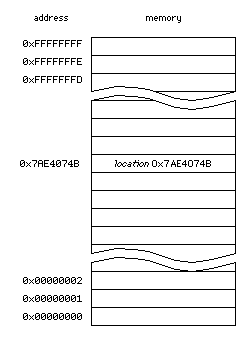 address memory
0xFFFFFFFF
0xFFFFFFFE
0xFFFFFFFD
0x7AE4074B location 0x7AE4074B
0x00000002
0x00000001
0x00000000